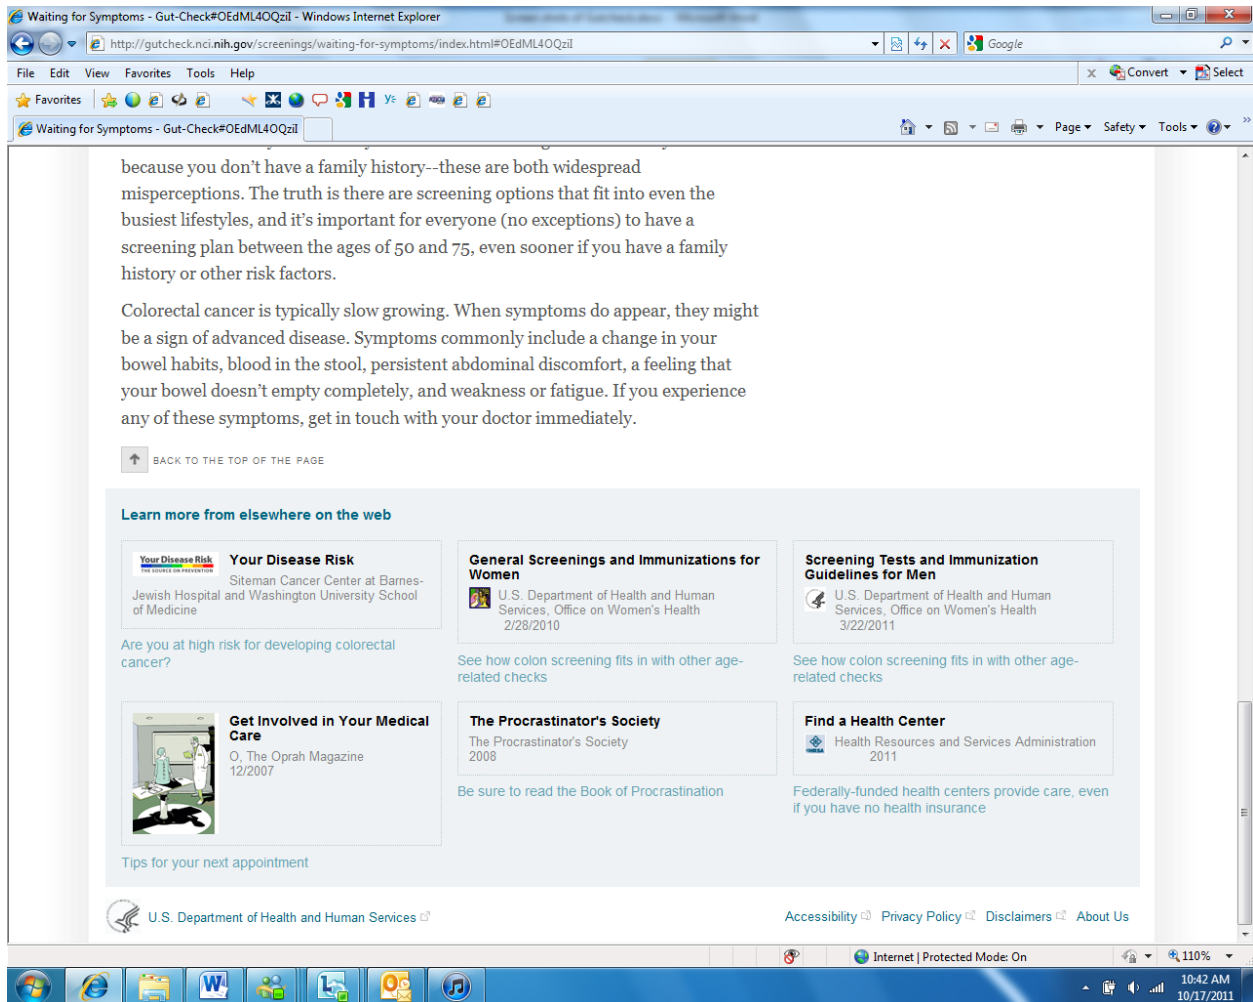 Waiting for Symptoms - Gut-Check#OEdML4OQziI - Windows Internet Explorer
http://gutcheck.nci.nih.gov/screenings/waiting-for-symptoms/index.html#OEdML4OQziI
Google
File Edit View Favorites Tools Help
x Convert Select
Favorites
Waiting for Symptoms - Gut-Check#OEdML4OQziI
Page Safety Tools
because you don't have a family history--these are both widespread
misperceptions. The truth is there are screening options that fit into even the
busiest lifestyles, and it's important for everyone (no exceptions) to have a
screening plan between the ages of 50 and 75, even sooner if you have a family
history or other risk factors.
Colorectal cancer is typically slow growing. When symptoms do appear, they might
be a sign of advanced disease. Symptoms commonly include a change in your
bowel habits, blood in the stool, persistent abdominal discomfort, a feeling that
your bowel doesn't empty completely, and weakness or fatigue. If you experience
any of these symptoms, get in touch with your doctor immediately.
BACK TO THE TOP OF THE PAGE
Learn more from elsewhere on the web
Your Disease Risk
THE SOURCE ON PREVENTION
Your Disease Risk
Siteman Cancer Center at Barnes-
Jewish Hospital and Washington University School
of Medicine
Are you at high risk for developing colorectal
cancer?
General Screenings and Immunizations for
Women
U.S. Department of Health and Human
Services, Office on Women's Health
2/28/2010
See how colon screening fits in with other age-
related checks
Screening Tests and Immunization
Guidelines for Men
U.S. Department of Health and Human
Services, Office on Women's Health
3/22/2011
See how colon screening fits in with other age-
related checks
Get Involved in Your Medical
Care
O, The Oprah Magazine
12/2007
Tips for your next appointment
The Procrastinator's Society
The Procrastinator's Society
2008
Be sure to read the Book of Procrastination
Find a Health Center
Health Resources and Services Administration
2011
Federally-funded health centers provide care, even
if you have no health insurance
U.S. Department of Health and Human Services
Accessibility Privacy Policy Disclaimers About Us
Internet | Protected Mode: On
110%
10:42 AM
10/17/2011